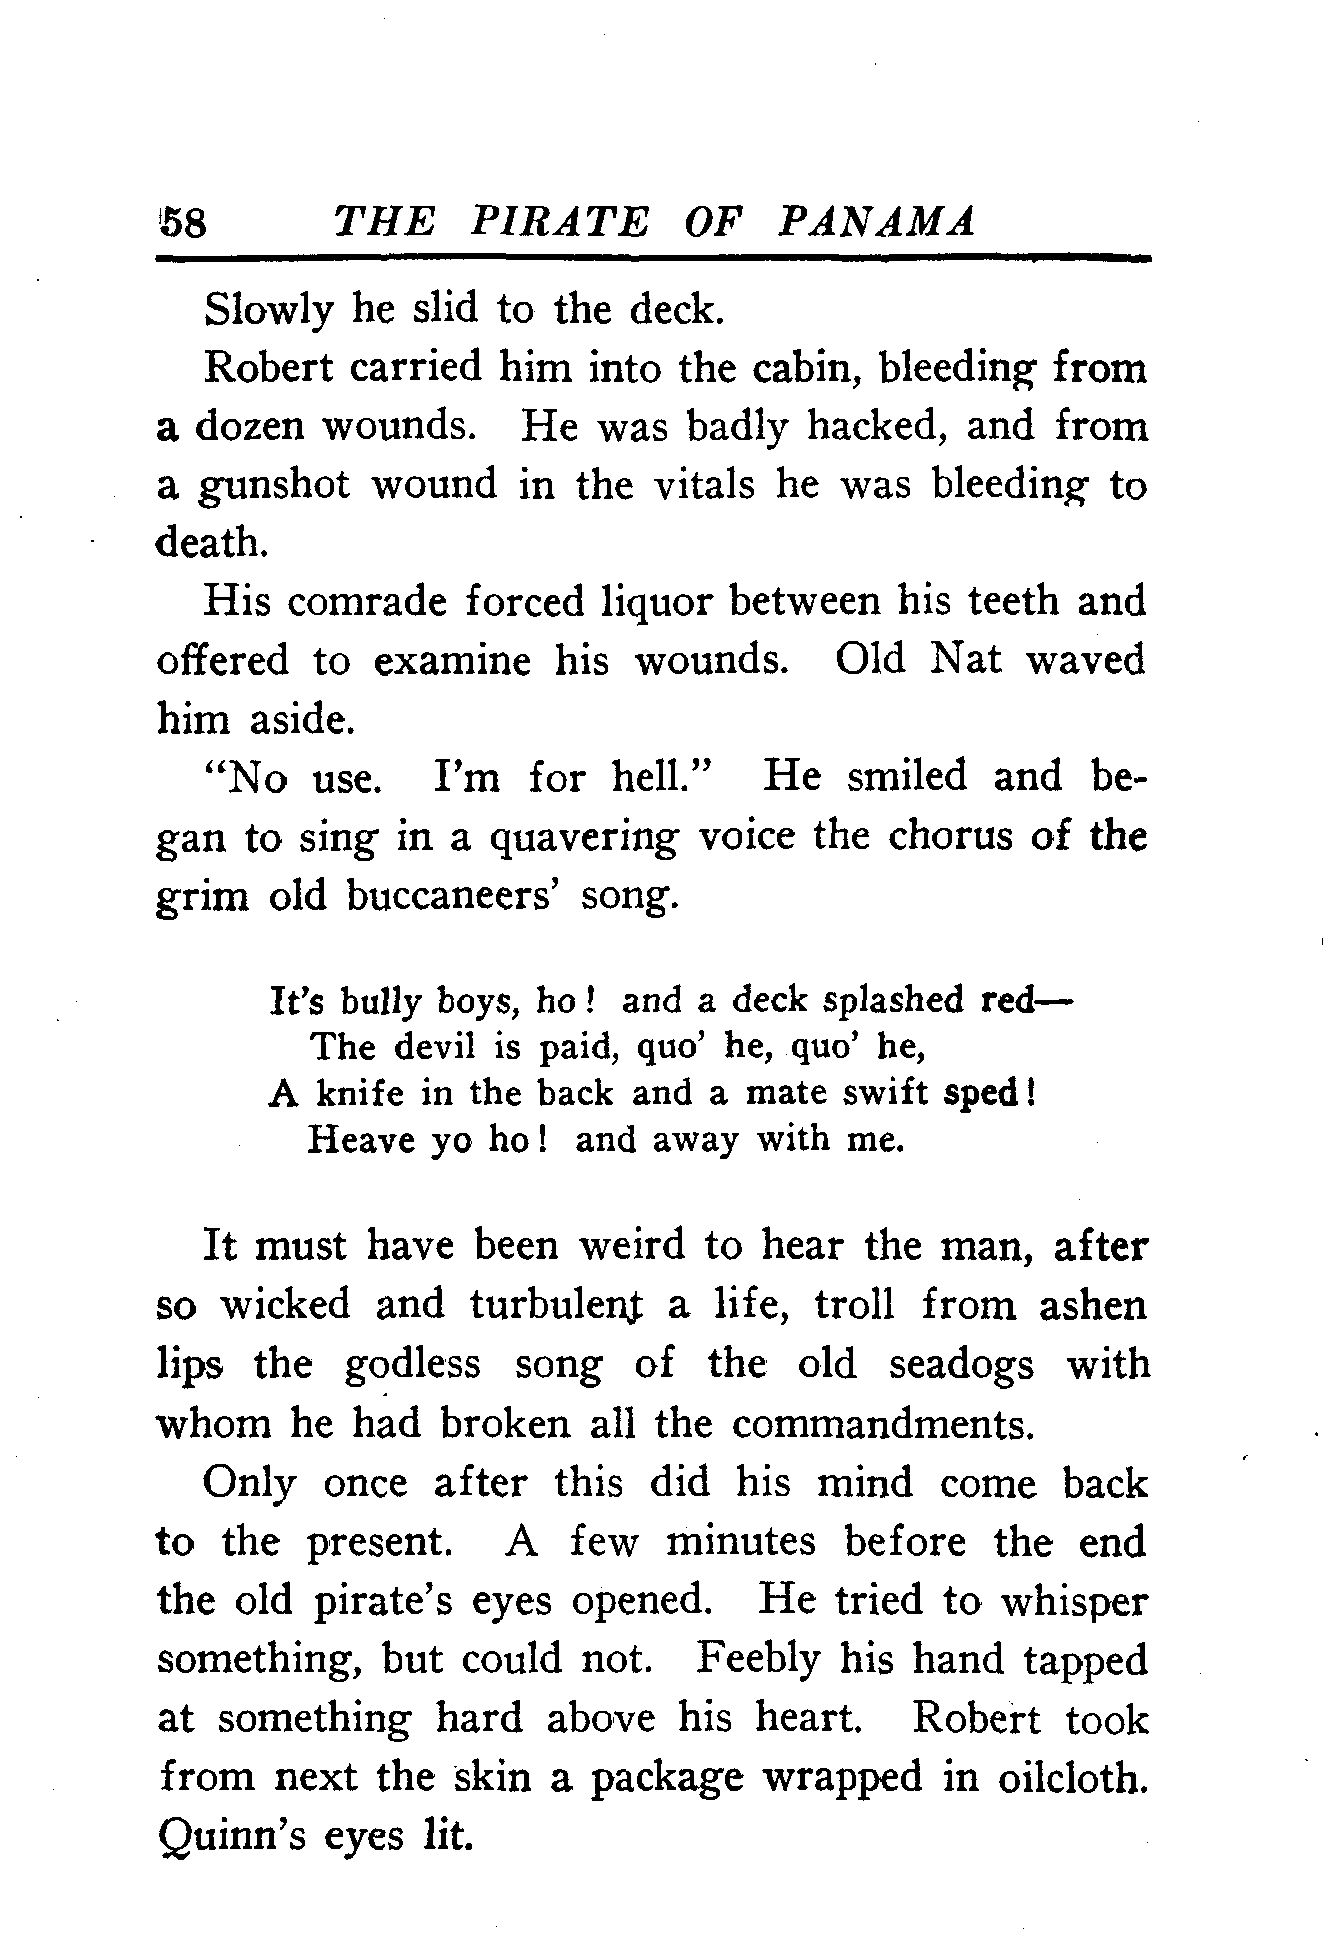 58 THE PIRATE OF PANAMA
Slowly he slid to the deck.
Robert carried him into the cabin, bleeding from
a dozen wounds. He was badly hacked, and from
a gunshot wound in the vitals he was bleeding to
death.
His comrade forced liquor between his teeth and
offered to examine his wounds. Old Nat waved
him aside.
“No use. I’m for hell.” He smiled and be-
gan to sing in a quavering voice the chorus of the
grim old buccaneers’ song.
It’s bully boys, ho! and a deck splashed red—
The devil is paid, quo’ he, quo’ he,
A knife in the back and a mate swift sped!
Heave yo ho! and away with me.
It must have been weird to hear the man, after
so wicked and turbulent a life, troll from ashen
lips the godless song of the old seadogs with
whom he had broken all the commandments.
Only once after this did his mind come back
to the present. A few minutes before the end
the old pirate’s eyes opened. He tried to whisper
something, but could not. Feebly his hand tapped
at something hard above his heart. Robert took
from next the skin a package wrapped in oilcloth.
Quinn’s eyes lit.